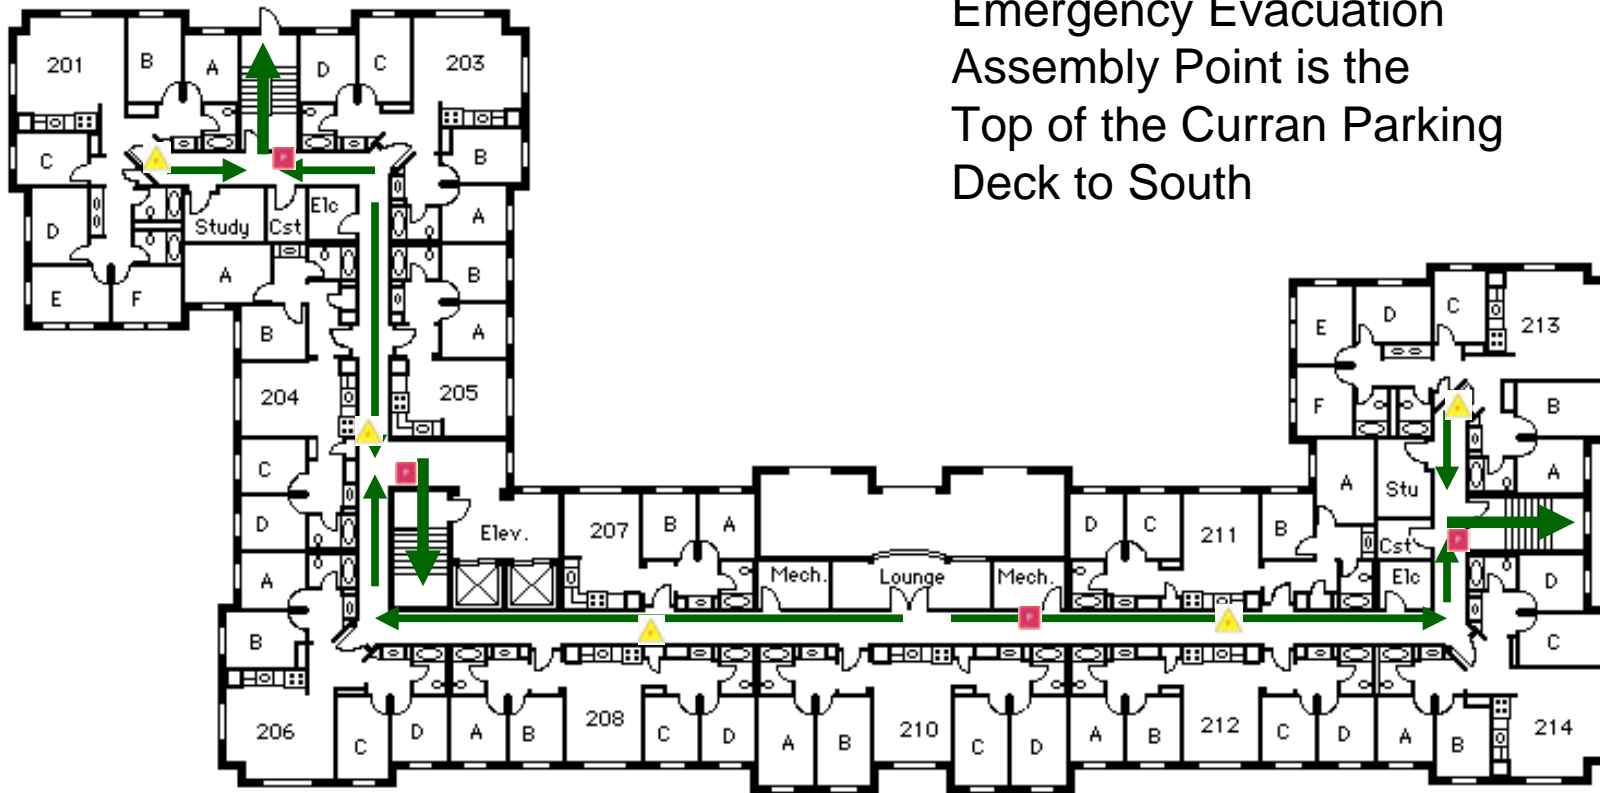 Emergency Evacuation
Assembly Point is the
Top of the Curran Parking
Deck to South
201
B
A
D
C
203
C
B
D
Study
Cst
Elc
A
E
F
A
B
B
A
204
205
C
D
A
B
206
C
D
Elev.
207
B
A
Mech.
Lounge
Mech.
D
C
211
B
A
Stu
Cst
Elc
E
D
C
213
F
B
A
D
C
A
B
208
C
D
A
B
210
C
D
A
B
212
C
D
A
B
214